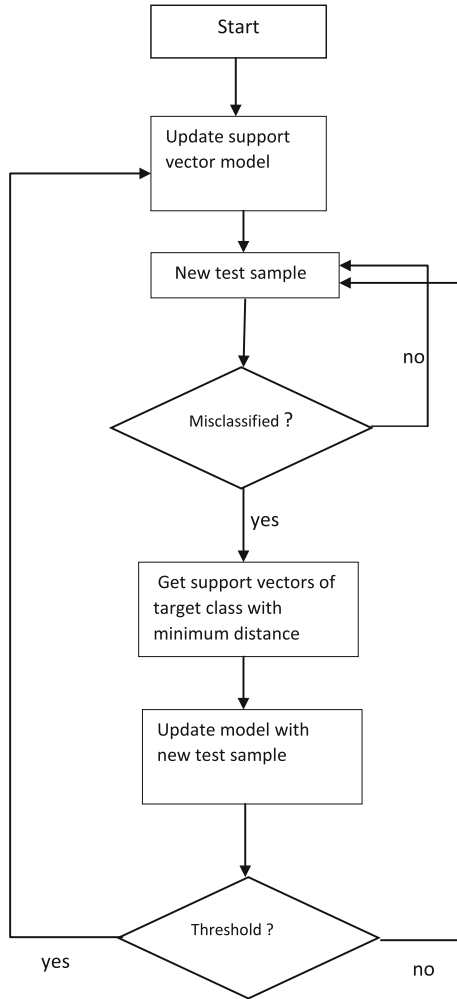 Start
Update support
vector model
New test sample
no
Misclassified ?
yes
Get support vectors of
target class with
minimum distance
Update model with
new test sample
Threshold ?
yes
no